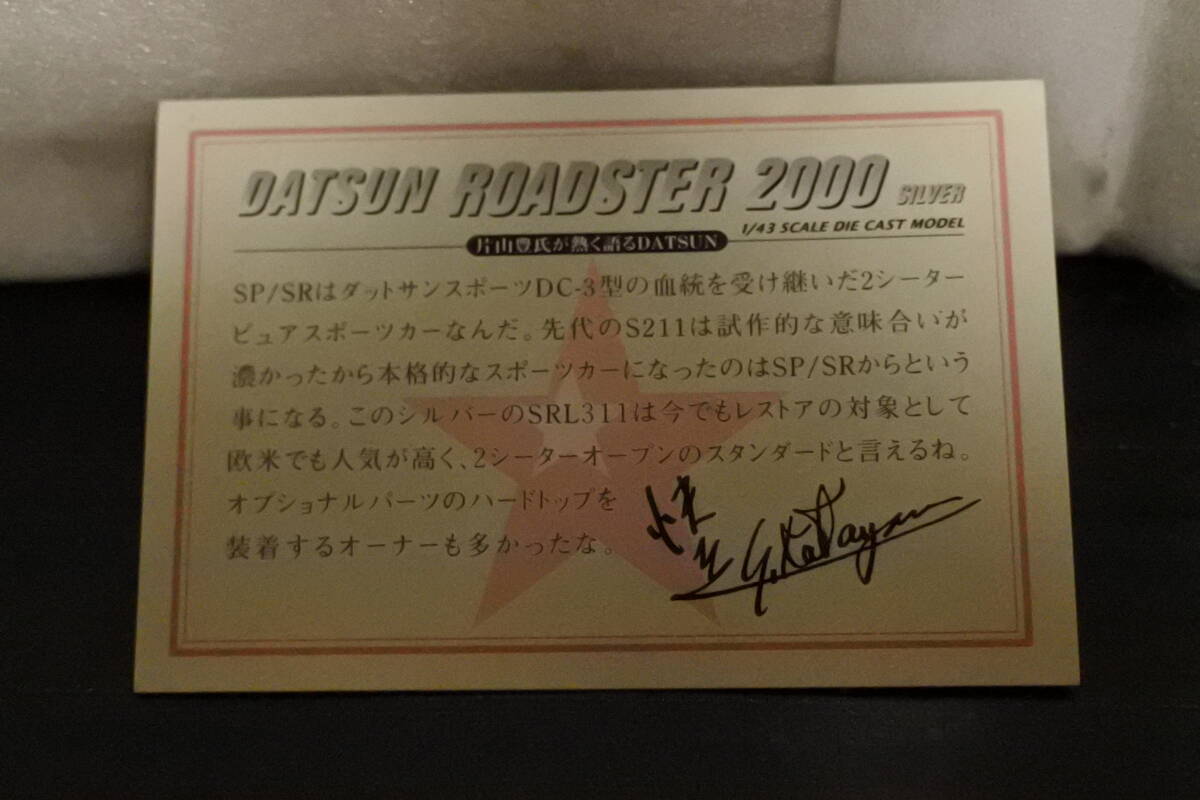 DATSUN ROADSTER 2000 SILVER
1/43 SCALE DIE CAST MODEL
片山豊氏が熱く語るDATSUN
SP/SRはダットサンスポーツDC-3型の血統を受け継いだ2シーター
ピュアスポーツカーなんだ。先代のS211は試作的な意味合いが
濃かったから本格的なスポーツカーになったのはSP/SRからという
事になる。このシルバーのSRL311は今でもレストアの対象として
欧米でも人気が高く、2シーターオープンのスタンダードと言えるね。
オプショナルパーツのハードトップを
装着するオーナーも多かったな。